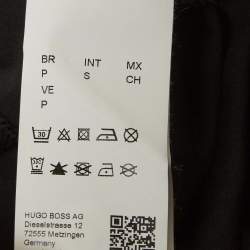 BR INT MX
P S CH
VE
P
30
HUGO BOSS AG
Dieselstrasse 12
72555 Metzingen
Germany